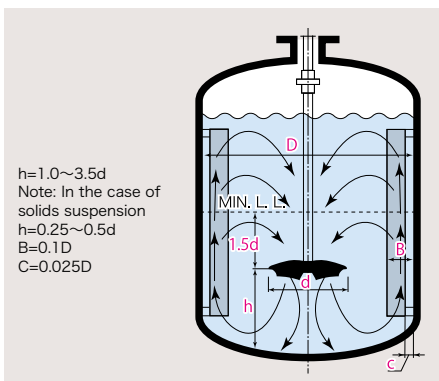 h=1.0～3.5d
Note: In the case of
solids suspension
h=0.25～0.5d
B=0.1D
C=0.025D
D
MIN. L. L.
1.5d
B
d
h
c